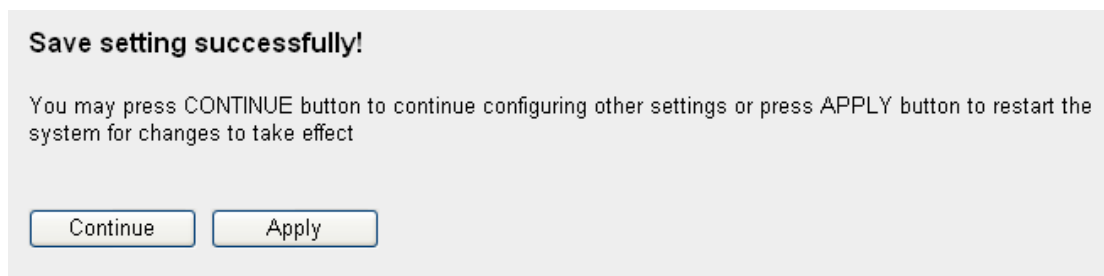 Save setting successfully!
You may press CONTINUE button to continue configuring other settings or press APPLY button to restart the
system for changes to take effect
Continue
Apply